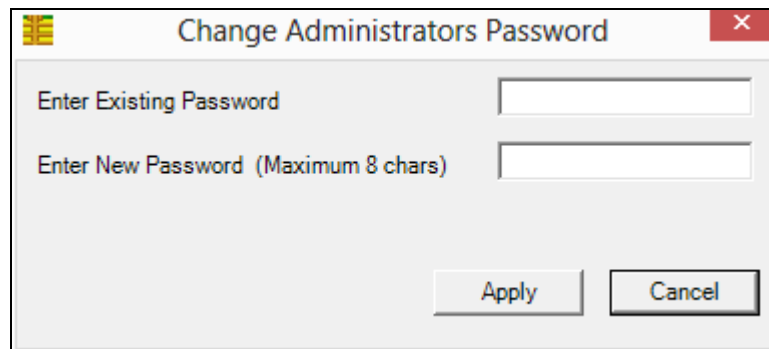 Change Administrators Password
Enter Existing Password
Enter New Password (Maximum 8 chars)
Apply Cancel